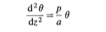 d²θ/dz² = p/a θ